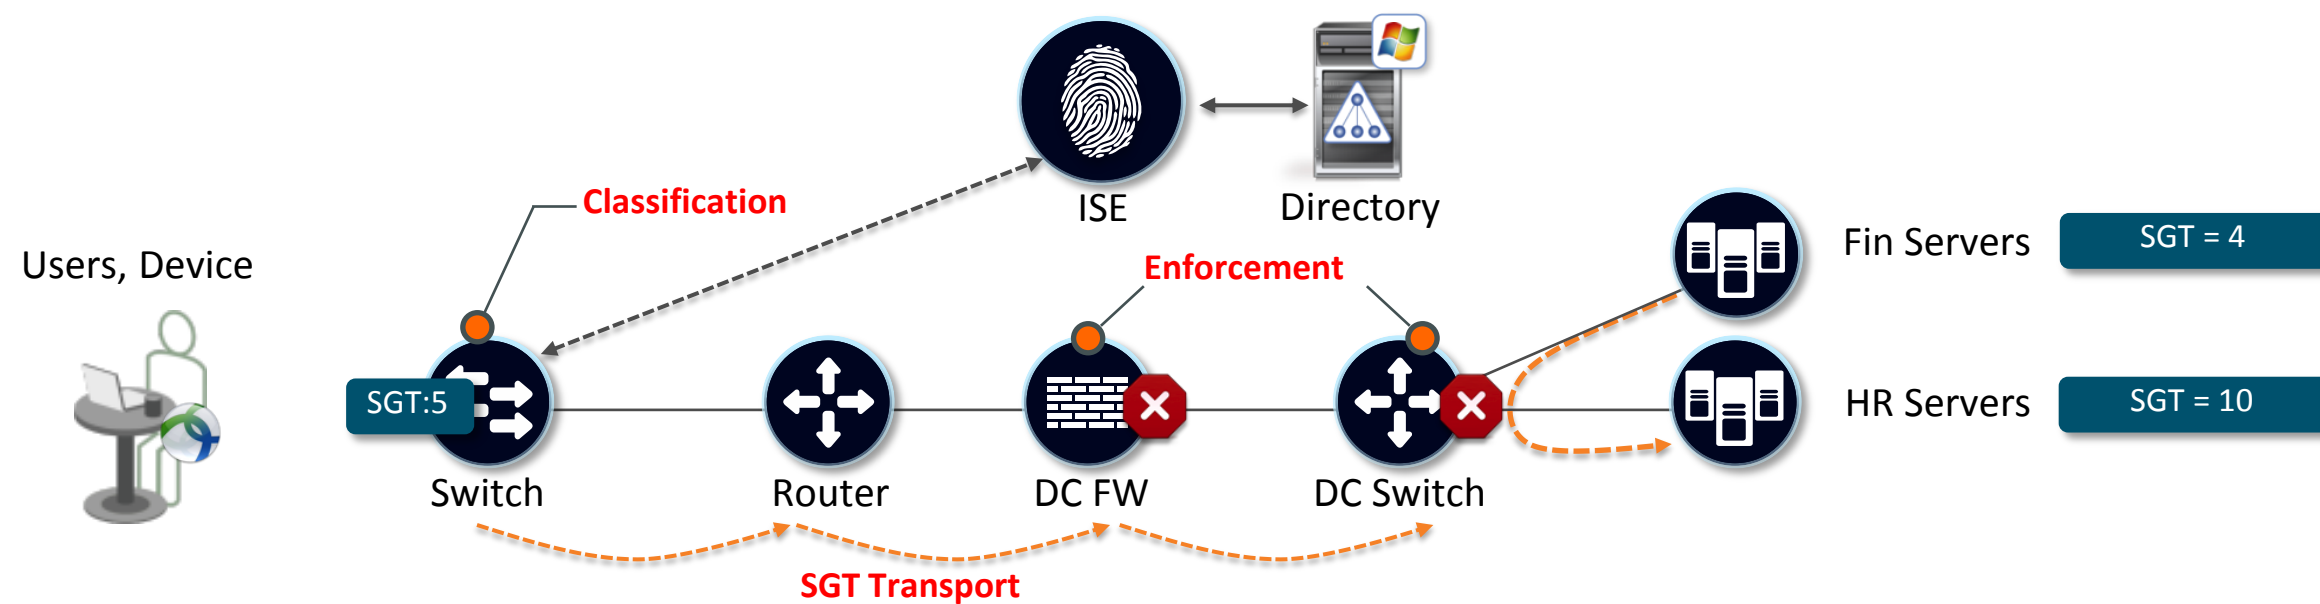 Classification
ISE
Directory
Users, Device
Enforcement
Fin Servers
SGT = 4
SGT:5
HR Servers
SGT = 10
Switch
Router
DC FW
DC Switch
SGT Transport